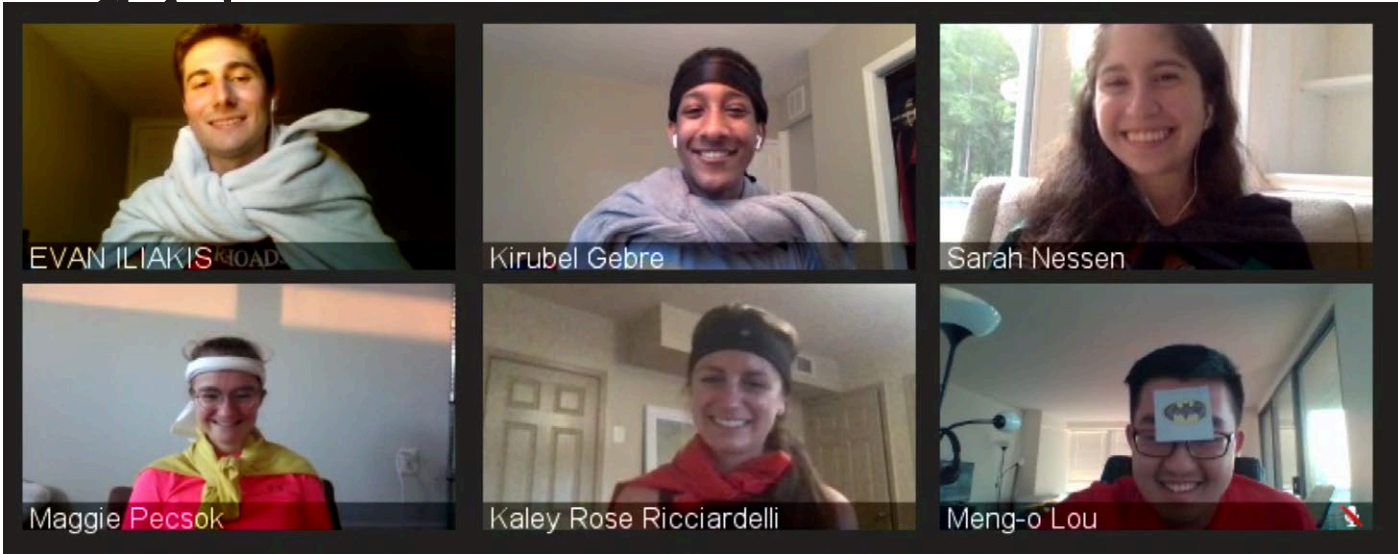 EVAN ILIAKIS
Kirubel Gebre
Sarah Nessen
Maggie Pecsok
Kaley Rose Ricciardelli
Meng-o Lou